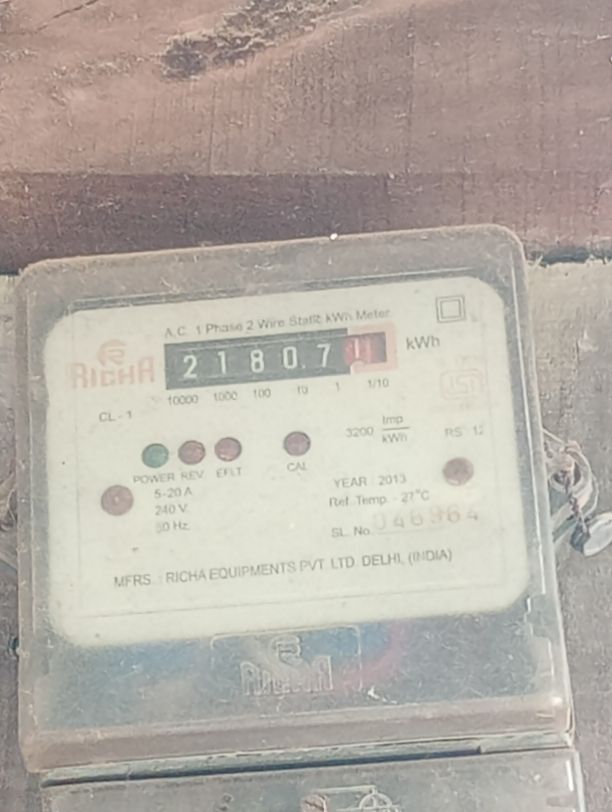 A.C. 1 Phase 2 Wire Static kWh Meter
RICHA
2 1 8 0 7 kWh
10000 1000 100 10 1 1/10
CL - 1
3200 Imp
kWh
POWER REV EFLT CAL
5-20 A
240 V.
50 Hz.
YEAR : 2013
Ref. Temp. - 27°C
SL. No.
MFRS. : RICHA EQUIPMENTS PVT. LTD. DELHI, (INDIA)
RICHA